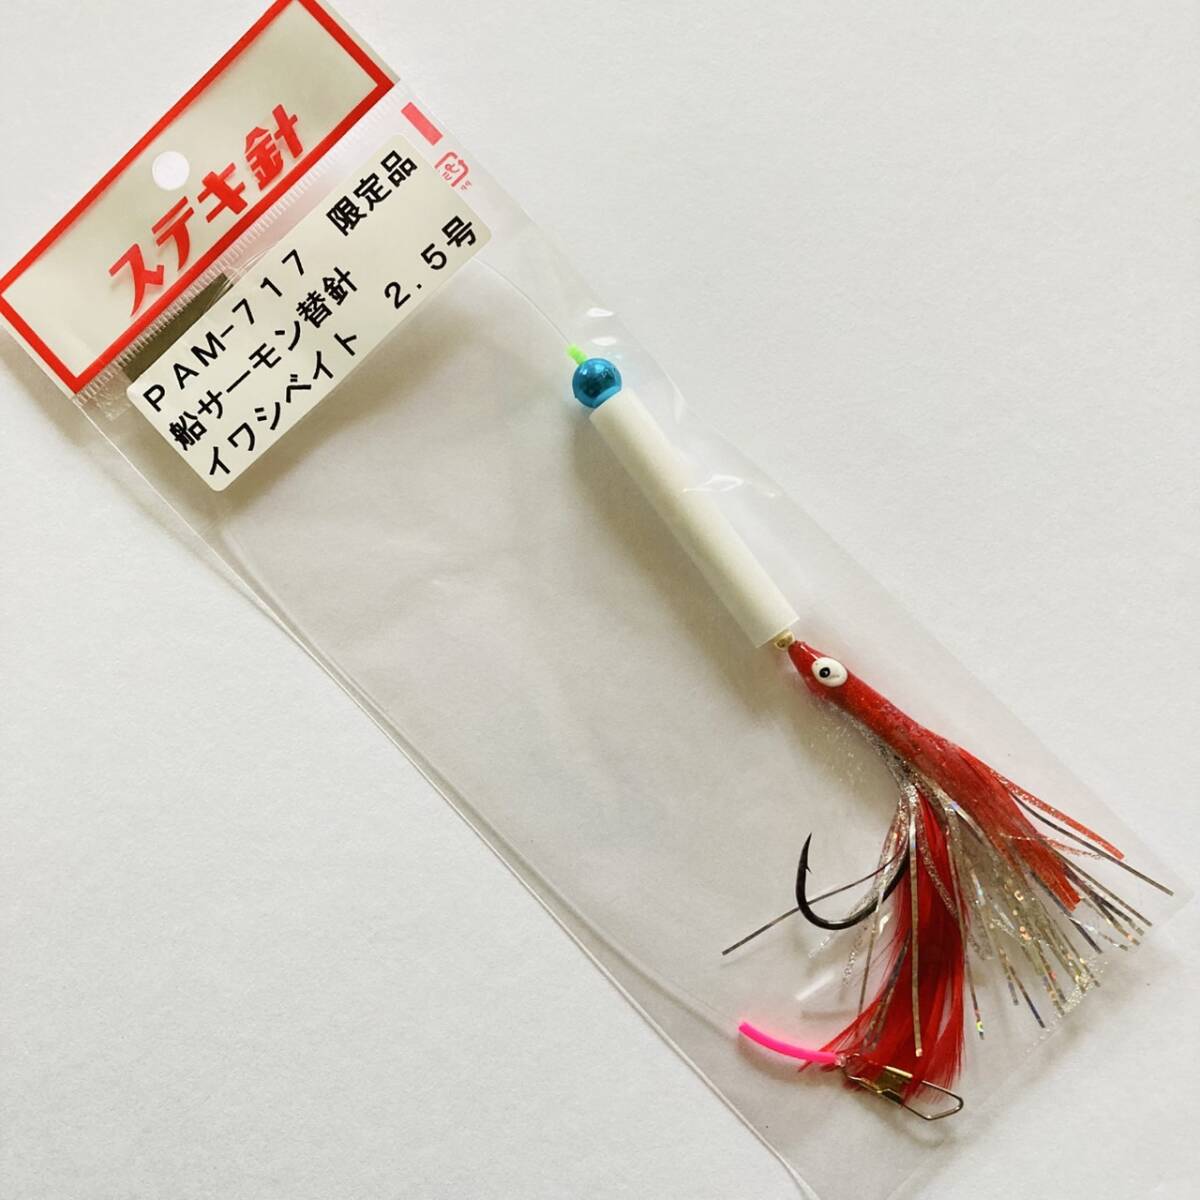 ステキ針
PAM-717 限定品
船サーモン替針
イワシベイト 2.5号